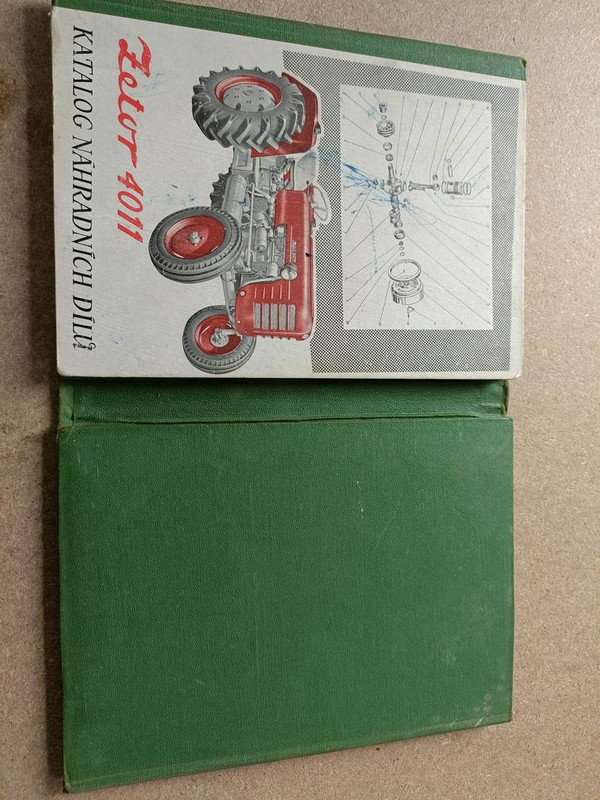 Zetor 4011
KATALOG NÁHRADNÍCH DÍLŮ